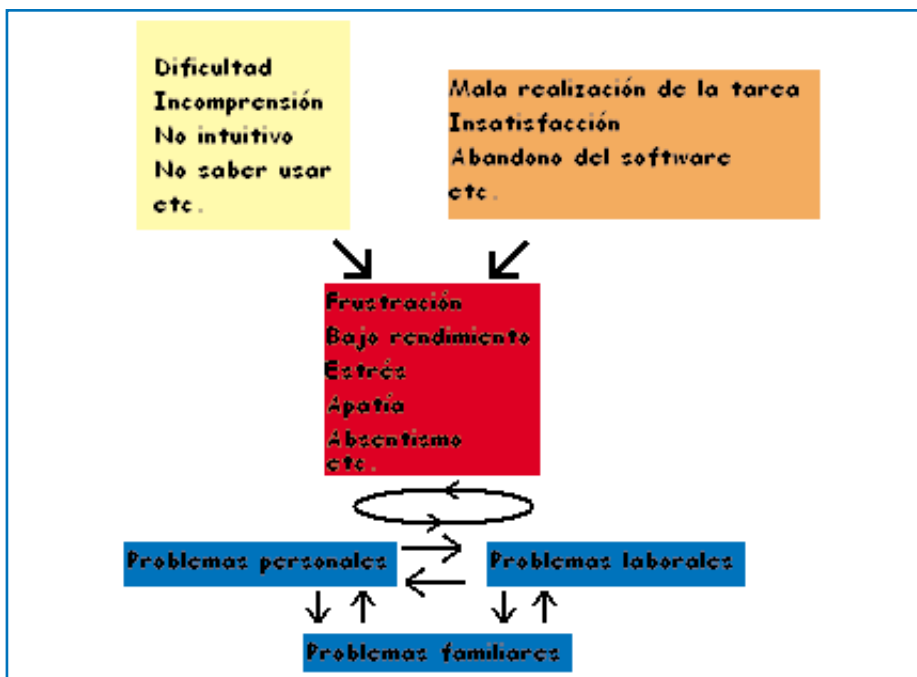 Dificultad
Incomprensión
No intuitivo
No saber usar
etc.
Mala realización de la tarea
Insatisfacción
Abandono del software
etc.
Frustración
Bajo rendimiento
Estrés
Apatía
Absentismo
etc.
Problemas personales
Problemas laborales
Problemas familiares